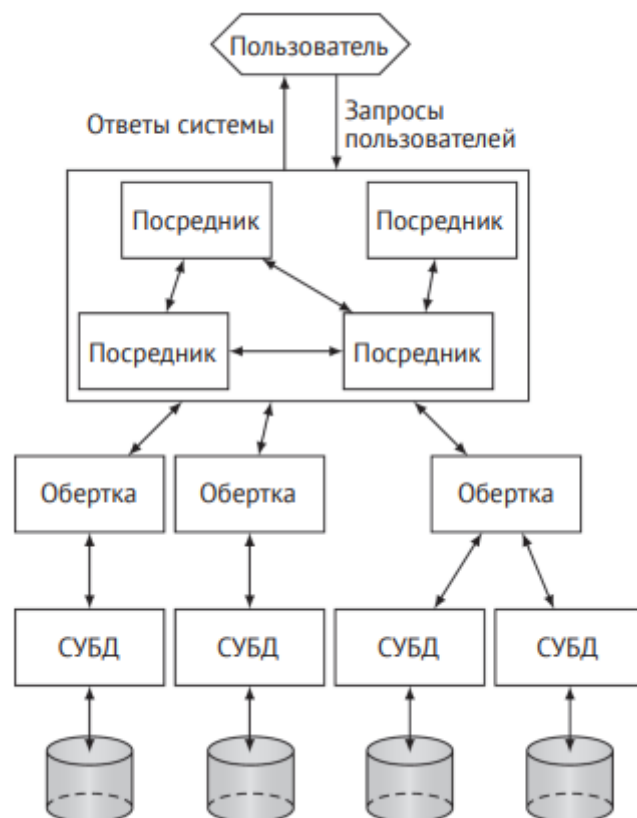 Пользователь
Ответы системы
Запросы
пользователей
Посредник
Посредник
Посредник
Посредник
Обертка
Обертка
Обертка
СУБД
СУБД
СУБД
СУБД